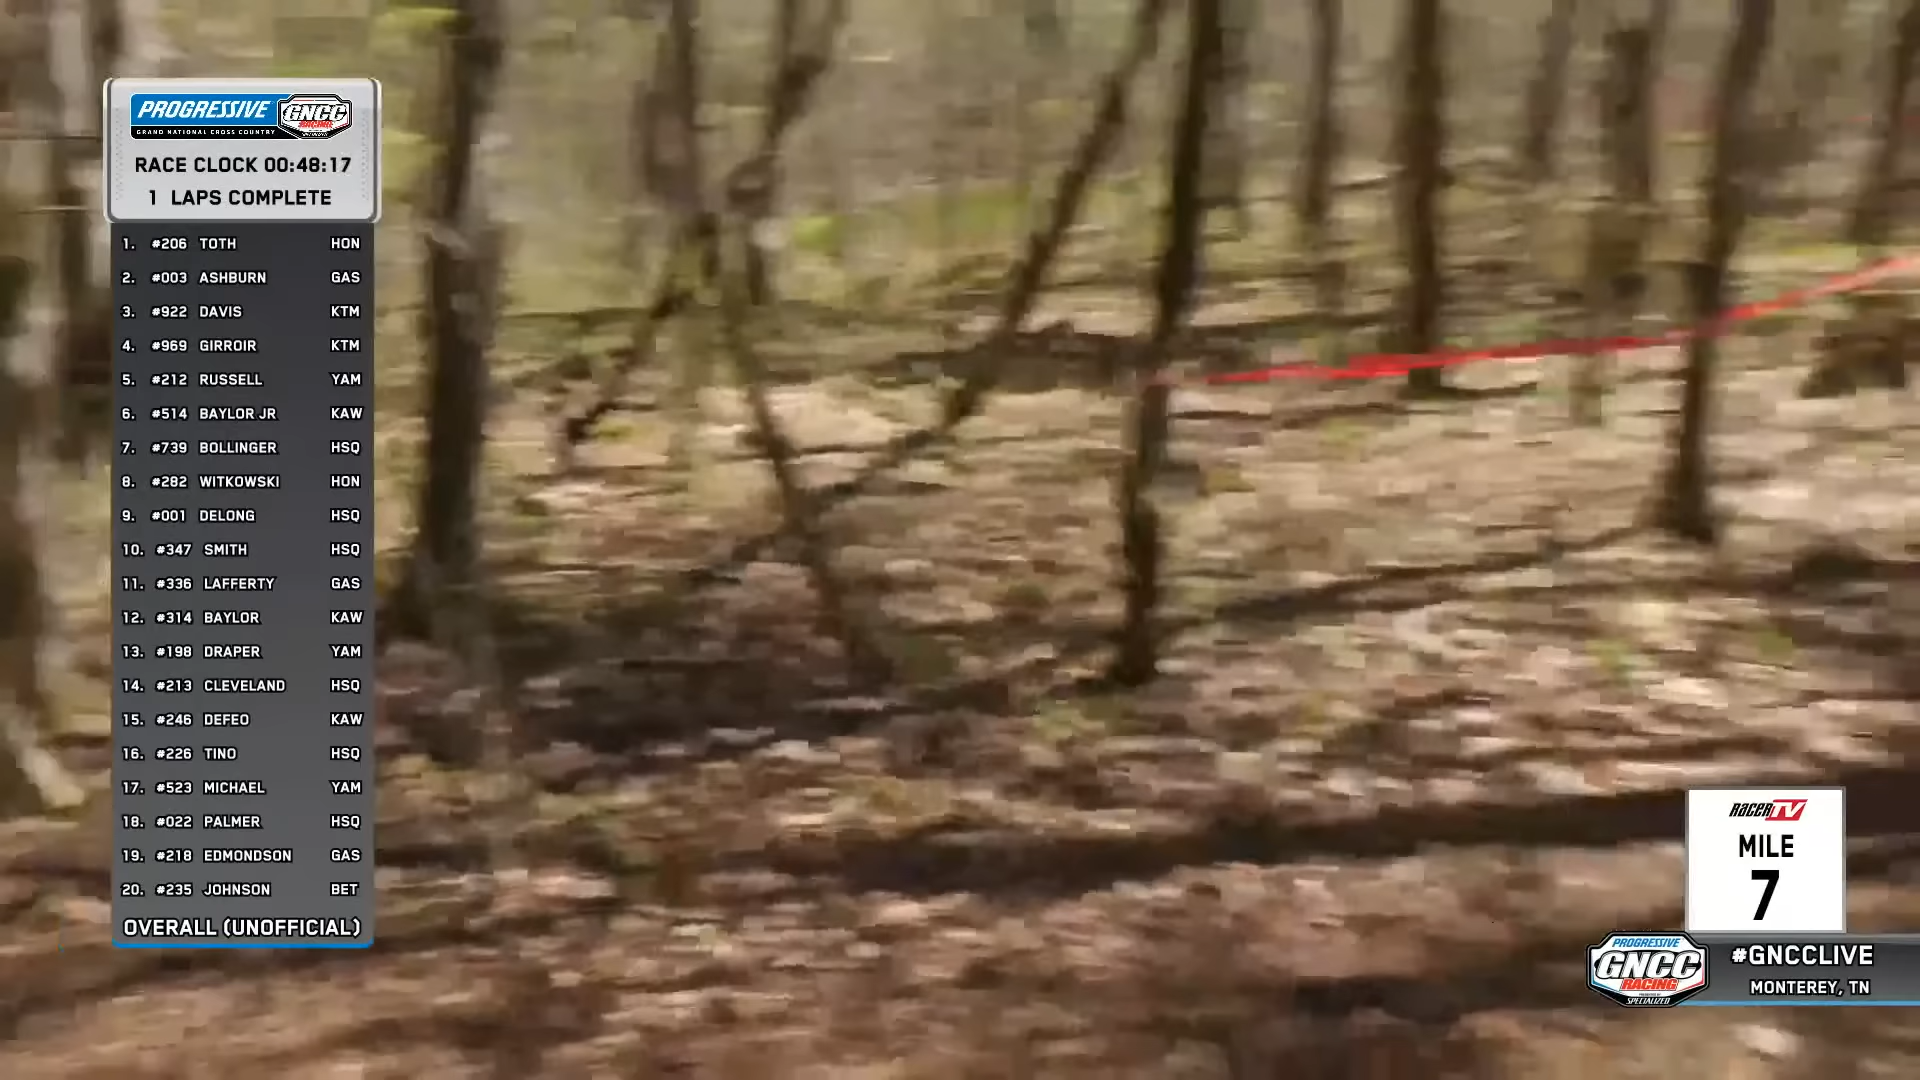 PROGRESSIVE GNCC RACING
GRAND NATIONAL CROSS COUNTRY
RACE CLOCK 00:48:17
1 LAPS COMPLETE
1. #206 TOTH HON
2. #003 ASHBURN GAS
3. #922 DAVIS KTM
4. #969 GIRROIR KTM
5. #212 RUSSELL YAM
6. #514 BAYLOR JR KAW
7. #739 BOLLINGER HSQ
8. #282 WITKOWSKI HON
9. #001 DELONG HSQ
10. #347 SMITH HSQ
11. #336 LAFFERTY GAS
12. #314 BAYLOR KAW
13. #198 DRAPER YAM
14. #213 CLEVELAND HSQ
15. #246 DEFEO KAW
16. #226 TINO HSQ
17. #523 MICHAEL YAM
18. #022 PALMER HSQ
19. #218 EDMONDSON GAS
20. #235 JOHNSON BET
OVERALL (UNOFFICIAL)
RACER TV
MILE
7
PROGRESSIVE
GNCC
RACING
SPECIALIZED
#GNCCLIVE
MONTEREY, TN